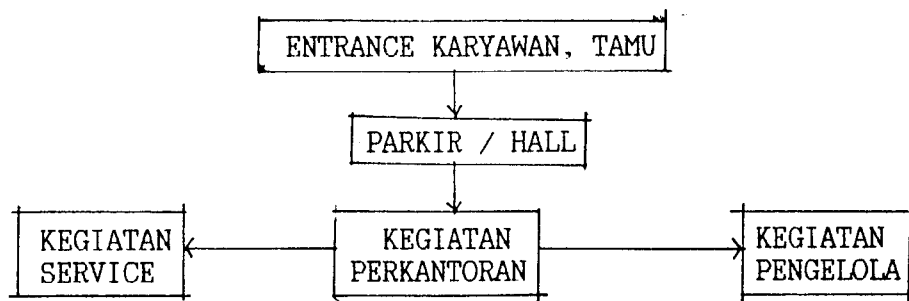 ENTRANCE KARYAWAN, TAMU
PARKIR / HALL
KEGIATAN
SERVICE
KEGIATAN
PERKANTORAN
KEGIATAN
PENGELOLA